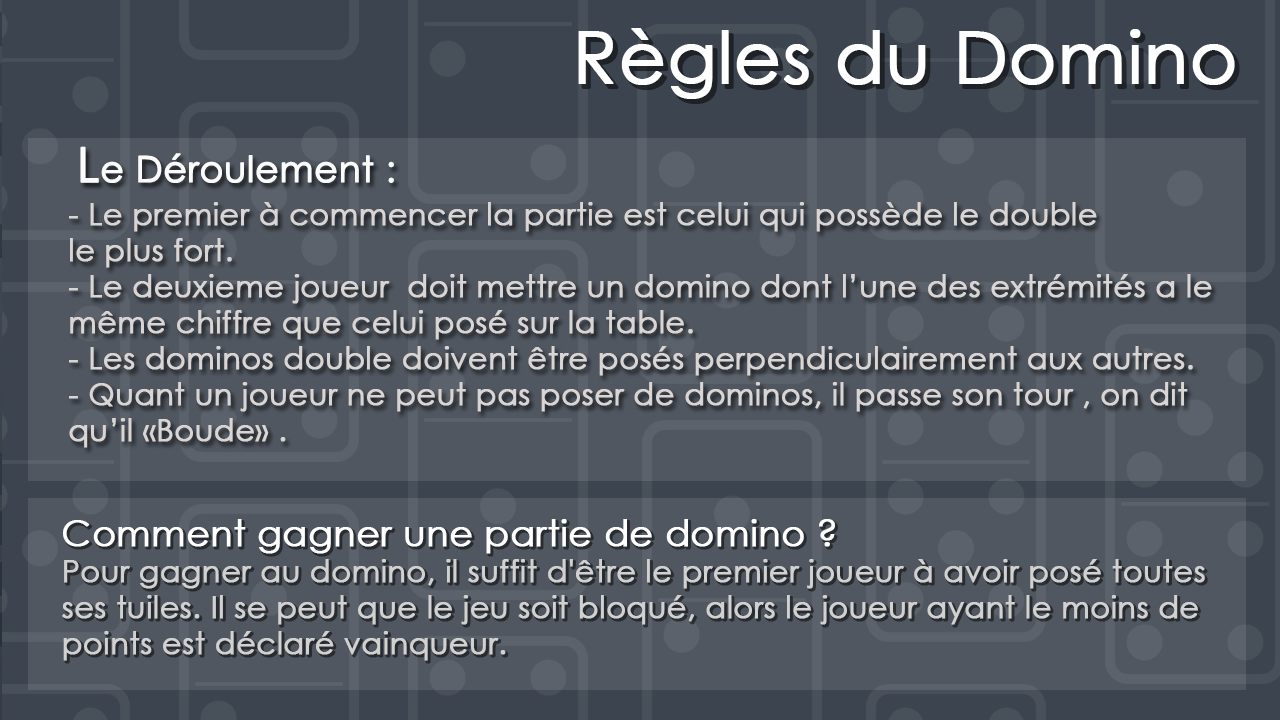 Règles du Domino
Le Déroulement :
- Le premier à commencer la partie est celui qui possède le double
le plus fort.
- Le deuxieme joueur  doit mettre un domino dont l’une des extrémités a le
même chiffre que celui posé sur la table.
- Les dominos double doivent être posés perpendiculairement aux autres.
- Quant un joueur ne peut pas poser de dominos, il passe son tour , on dit
qu’il «Boude» .
Comment gagner une partie de domino ?
Pour gagner au domino, il suffit d'être le premier joueur à avoir posé toutes
ses tuiles. Il se peut que le jeu soit bloqué, alors le joueur ayant le moins de
points est déclaré vainqueur.